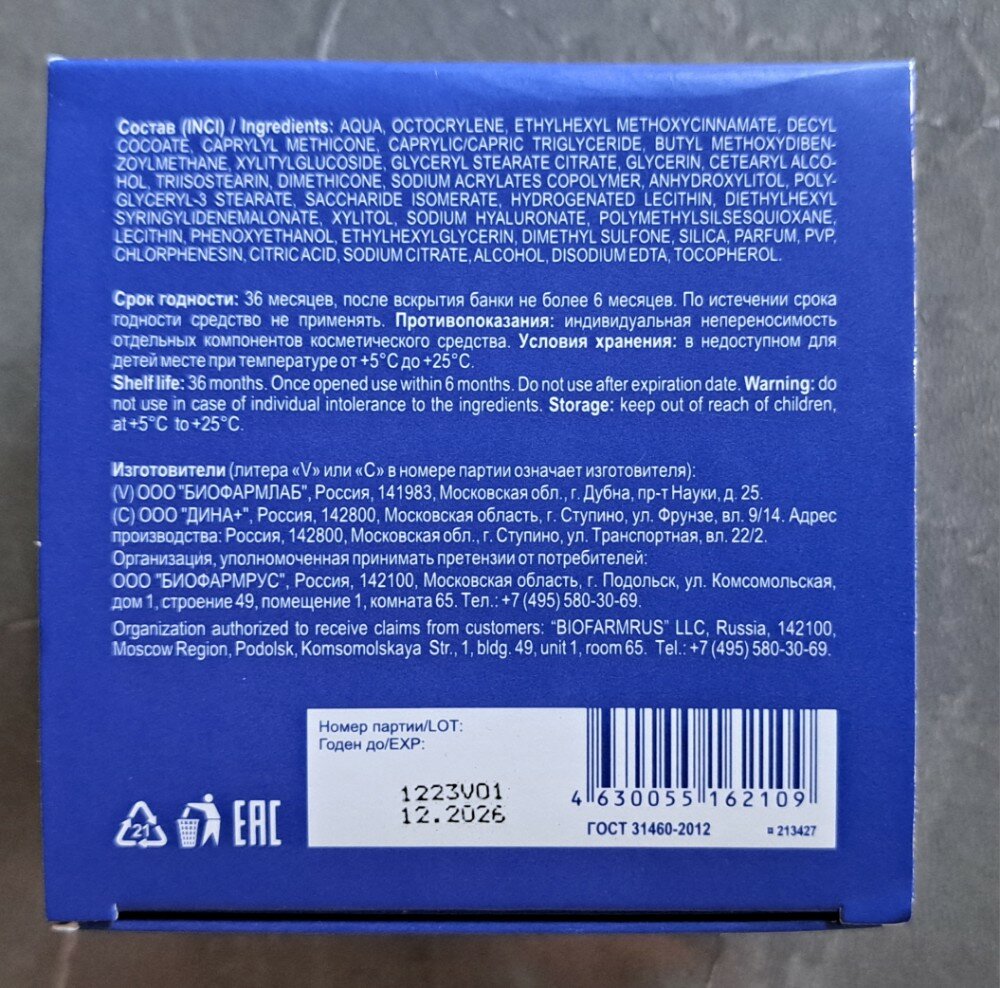 Состав (INCI) / Ingredients: AQUA, OCTOCRYLENE, ETHYLHEXYL METHOXYCINNAMATE, DECYL
COCOATE, CAPRYLYL METHICONE, CAPRYLIC/CAPRIC TRIGLYCERIDE, BUTYL METHOXYDIBEN-
ZOYLMETHANE, XYLITYLGLUCOSIDE, GLYCERYL STEARATE CITRATE, GLYCERIN, CETEARYL ALCO-
HOL, TRIISOSTEARIN, DIMETHICONE, SODIUM ACRYLATES COPOLYMER, ANHYDROXYLITOL, POLY-
GLYCERYL-3 STEARATE, SACCHARIDE ISOMERATE, HYDROGENATED LECITHIN, DIETHYLHEXYL
SYRINGYLIDENEMALONATE, XYLITOL, SODIUM HYALURONATE, POLYMETHYLSILSESQUIOXANE,
LECITHIN, PHENOXYETHANOL, ETHYLHEXYLGLYCERIN, DIMETHYL SULFONE, SILICA, PARFUM, PVP,
CHLORPHENESIN, CITRIC ACID, SODIUM CITRATE, ALCOHOL, DISODIUM EDTA, TOCOPHEROL.
Срок годности: 36 месяцев, после вскрытия банки не более 6 месяцев. По истечении срока
годности средство не применять. Противопоказания: индивидуальная непереносимость
отдельных компонентов косметического средства. Условия хранения: в недоступном для
детей месте при температуре от +5°C до +25°C.
Shelf life: 36 months. Once opened use within 6 months. Do not use after expiration date. Warning: do
not use in case of individual intolerance to the ingredients. Storage: keep out of reach of children,
at +5°C to +25°C.
Изготовители (литера «V» или «С» в номере партии означает изготовителя):
(V) ООО "БИОФАРМЛАБ", Россия, 141983, Московская обл., г. Дубна, пр-т Науки, д. 25.
(С) ООО "ДИНА+", Россия, 142800, Московская область, г. Ступино, ул. Фрунзе, вл. 9/14. Адрес
производства: Россия, 142800, Московская обл., г. Ступино, ул. Транспортная, вл. 22/2.
Организация, уполномоченная принимать претензии от потребителей:
ООО "БИОФАРМРУС", Россия, 142100, Московская область, г. Подольск, ул. Комсомольская,
дом 1, строение 49, помещение 1, комната 65. Тел.: +7 (495) 580-30-69.
Organization authorized to receive claims from customers: “BIOFARMRUS” LLC, Russia, 142100,
Moscow Region, Podolsk, Komsomolskaya Str., 1, bldg. 49, unit 1, room 65. Tel.: +7 (495) 580-30-69.
Номер партии/LOT:
Годен до/EXP:
1223V01
12.2026
4 630055 162109
ГОСТ 31460-2012
¤ 213427
21
EAC